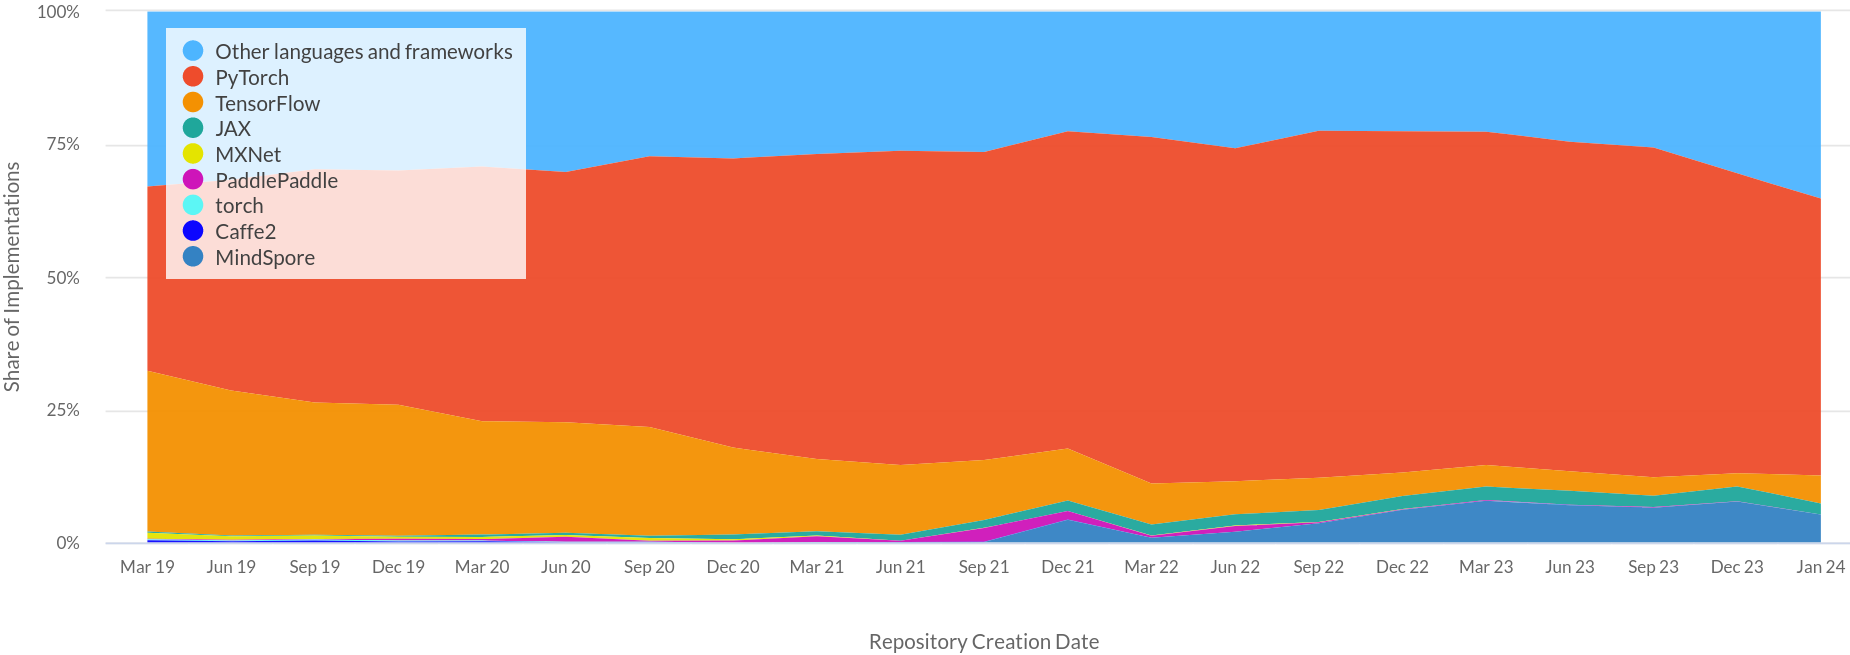 100%
75%
50%
25%
0%
Share of Implementations
Other languages and frameworks
PyTorch
TensorFlow
JAX
MXNet
PaddlePaddle
torch
Caffe2
MindSpore
Mar 19 Jun 19 Sep 19 Dec 19 Mar 20 Jun 20 Sep 20 Dec 20 Mar 21 Jun 21 Sep 21 Dec 21 Mar 22 Jun 22 Sep 22 Dec 22 Mar 23 Jun 23 Sep 23 Dec 23 Jan 24
Repository Creation Date